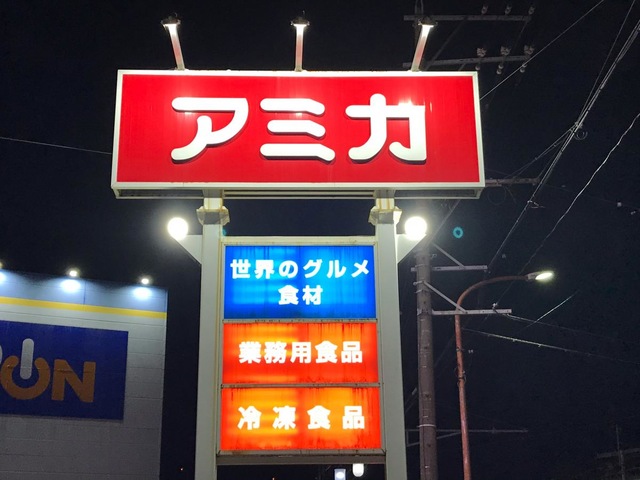 アミカ
世界のグルメ
食材
業務用食品
冷凍食品
ON